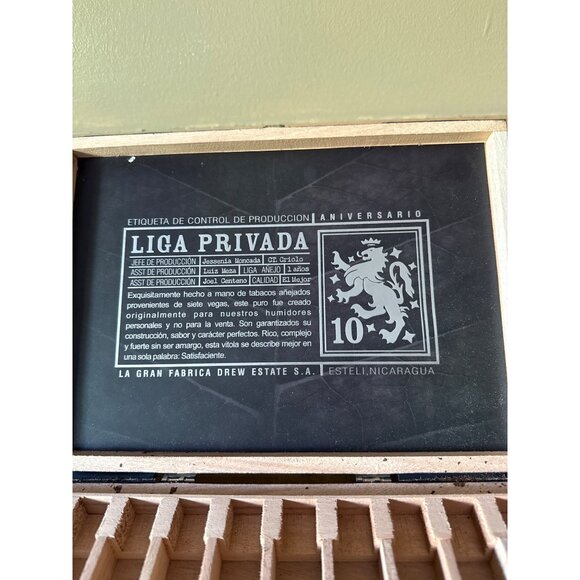 ETIQUETA DE CONTROL DE PRODUCCION ANIVERSARIO
LIGA PRIVADA
JEFE DE PRODUCCIÓN Jessenia Moncada CT. Criolo
ASST DE PRODUCCIÓN Luis Meza LIGA AÑEJO 1 años
ASST DE PRODUCCIÓN Joel Centeno CALIDAD El Mejor
Exquisitamente hecho a mano de tabacos añejados
provenientes de siete vegas, este puro fue creado
originalmente para nuestros humidores
personales y no para la venta. Son garantizados su
construcción, sabor y carácter perfectos. Rico, complejo
y fuerte sin ser amargo, esta vitola se describe mejor en
una sola palabra: Satisfaciente.
10
LA GRAN FABRICA DREW ESTATE S.A. ESTELI, NICARAGUA